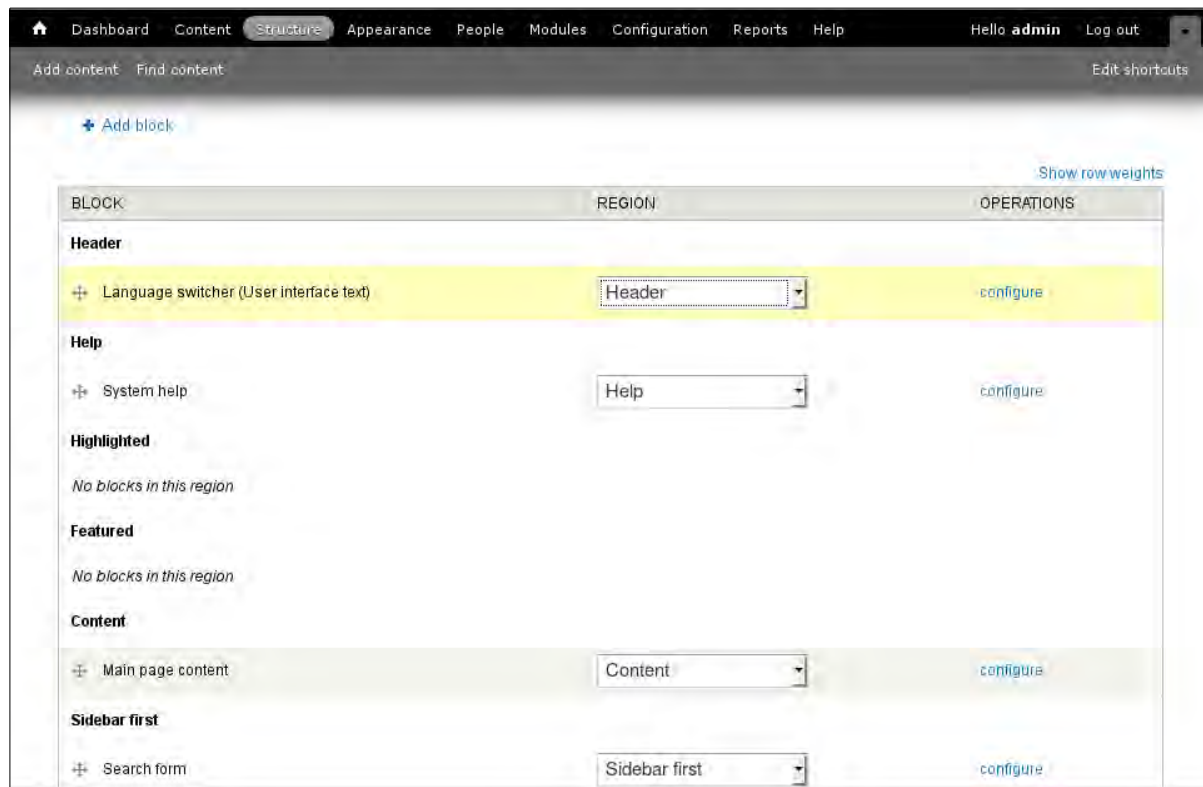 Dashboard Content Structure Appearance People Modules Configuration Reports Help Hello admin Log out
Add content Find content Edit shortcuts
Add block
Show row weights
BLOCK REGION OPERATIONS
Header
Language switcher (User interface text) Header configure
Help
System help Help configure
Highlighted
No blocks in this region
Featured
No blocks in this region
Content
Main page content Content configure
Sidebar first
Search form Sidebar first configure